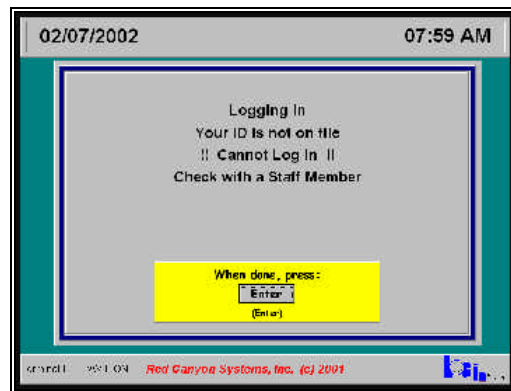 02/07/2002 07:59 AM
Logging In
Your ID is not on file
!! Cannot Log In !!
Check with a Staff Member
When done, press:
Enter
(Enter)
Red Canyon Systems, Inc. (c) 2001